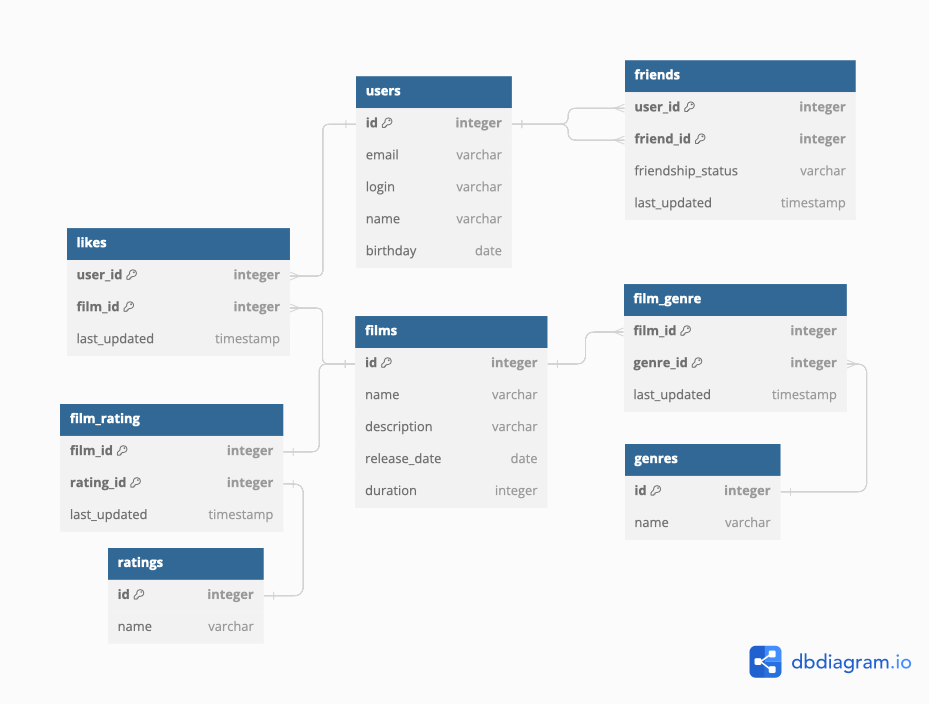 users
id integer
email varchar
login varchar
name varchar
birthday date
friends
user_id integer
friend_id integer
friendship_status varchar
last_updated timestamp
likes
user_id integer
film_id integer
last_updated timestamp
films
id integer
name varchar
description varchar
release_date date
duration integer
film_genre
film_id integer
genre_id integer
last_updated timestamp
film_rating
film_id integer
rating_id integer
last_updated timestamp
genres
id integer
name varchar
ratings
id integer
name varchar
dbdiagram.io